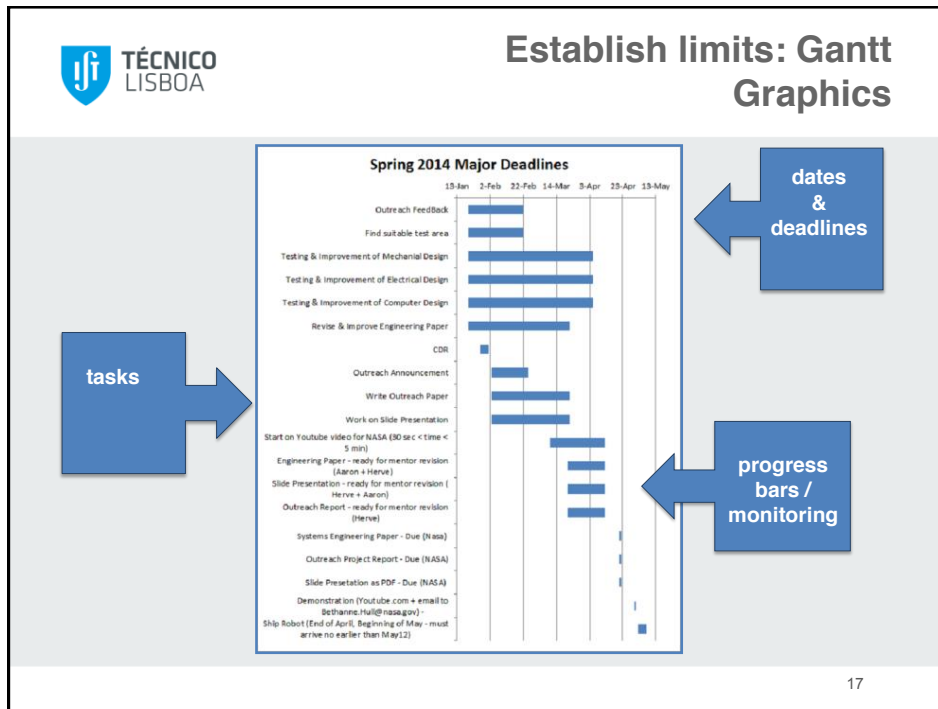 TÉCNICO
LISBOA
Establish limits: Gantt
Graphics
Spring 2014 Major Deadlines
13-Jan 2-Feb 22-Feb 14-Mar 3-Apr 23-Apr 13-May
Outreach FeedBack
Find suitable test area
Testing & Improvement of Mechanial Design
Testing & Improvement of Electrical Design
Testing & Improvement of Computer Design
Revise & Improve Engineering Paper
CDR
Outreach Announcement
Write Outreach Paper
Work on Slide Presentation
Start on Youtube video for NASA (30 sec < time <
5 min)
Engineering Paper - ready for mentor revision
(Aaron + Herve)
Slide Presentation - ready for mentor revision (
Herve + Aaron)
Outreach Report - ready for mentor revision
(Herve)
Systems Engineering Paper - Due (Nasa)
Outreach Project Report - Due (NASA)
Slide Presetation as PDF - Due (NASA)
Demonstration (Youtube.com + email to
Bethanne.Hull@nasa.gov) -
Ship Robot (End of April, Beginning of May - must
arrive no earlier than May12)
dates
&
deadlines
tasks
progress
bars /
monitoring
17